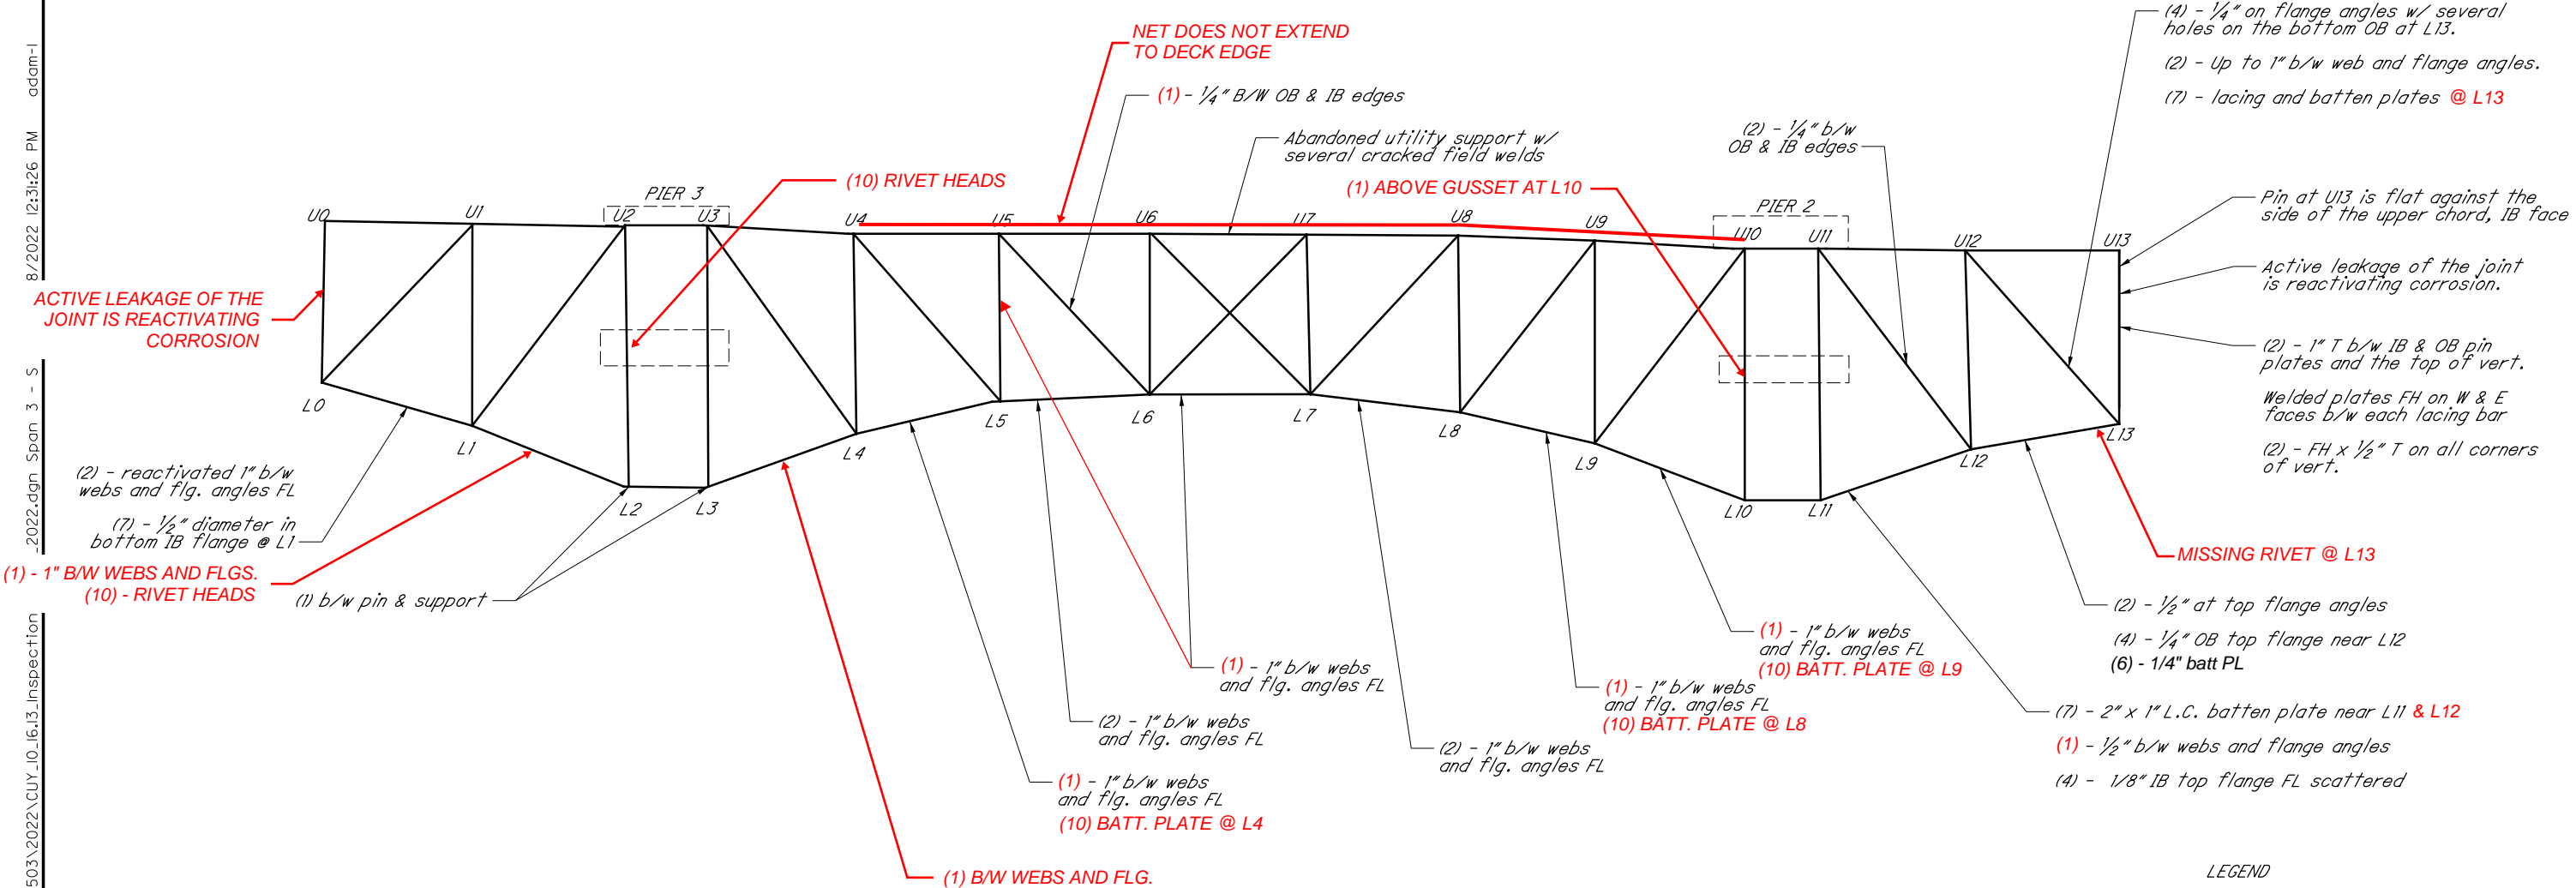 8/2022 12:31:26 PM adam-l
_2022.dgn Span 3 - S
503\2022\CUY_10_16.13_Inspection
NET DOES NOT EXTEND
TO DECK EDGE
(1) - 1/4" B/W OB & IB edges
Abandoned utility support w/
several cracked field welds
(10) RIVET HEADS
(1) ABOVE GUSSET AT L10
(2) - 1/4" b/w
OB & IB edges
(4) - 1/4" on flange angles w/ several
holes on the bottom OB at L13.
(2) - Up to 1" b/w web and flange angles.
(7) - lacing and batten plates @ L13
PIER 3
PIER 2
U0
U1
U2
U3
U4
U5
U6
U7
U8
U9
U10
U11
U12
U13
Pin at U13 is flat against the
side of the upper chord, IB face
Active leakage of the joint
is reactivating corrosion.
(2) - 1" T b/w IB & OB pin
plates and the top of vert.
Welded plates FH on W & E
faces b/w each lacing bar
(2) - FH x 1/2" T on all corners
of vert.
ACTIVE LEAKAGE OF THE
JOINT IS REACTIVATING
CORROSION
L0
L1
L2
L3
L4
L5
L6
L7
L8
L9
L10
L11
L12
L13
(2) - reactivated 1" b/w
webs and flg. angles FL
(7) - 1/2" diameter in
bottom IB flange @ L1
(1) - 1" B/W WEBS AND FLGS.
(10) - RIVET HEADS
(1) b/w pin & support
MISSING RIVET @ L13
(2) - 1/2" at top flange angles
(4) - 1/4" OB top flange near L12
(6) - 1/4" batt PL
(1) - 1" b/w webs
and flg. angles FL
(10) BATT. PLATE @ L9
(1) - 1" b/w webs
and flg. angles FL
(1) - 1" b/w webs
and flg. angles FL
(10) BATT. PLATE @ L8
(2) - 1" b/w webs
and flg. angles FL
(2) - 1" b/w webs
and flg. angles FL
(7) - 2" x 1" L.C. batten plate near L11 & L12
(1) - 1/2" b/w webs and flange angles
(4) - 1/8" IB top flange FL scattered
(1) - 1" b/w webs
and flg. angles FL
(10) BATT. PLATE @ L4
(1) B/W WEBS AND FLG.
LEGEND